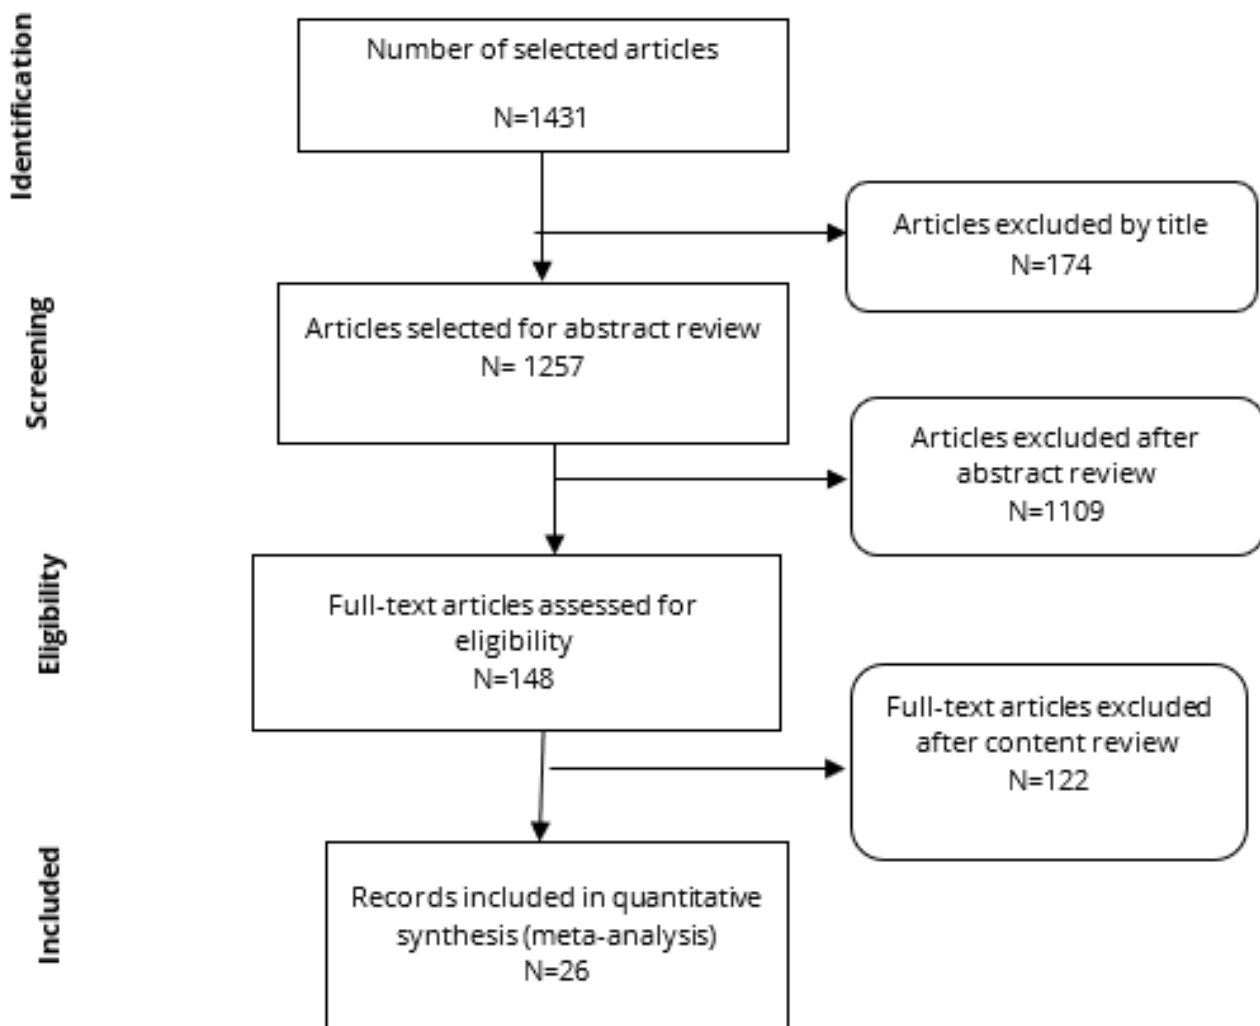 Identification
Number of selected articles
N=1431
Articles excluded by title
N=174
Screening
Articles selected for abstract review
N= 1257
Articles excluded after
abstract review
N=1109
Eligibility
Full-text articles assessed for
eligibility
N=148
Full-text articles excluded
after content review
N=122
Included
Records included in quantitative
synthesis (meta-analysis)
N=26